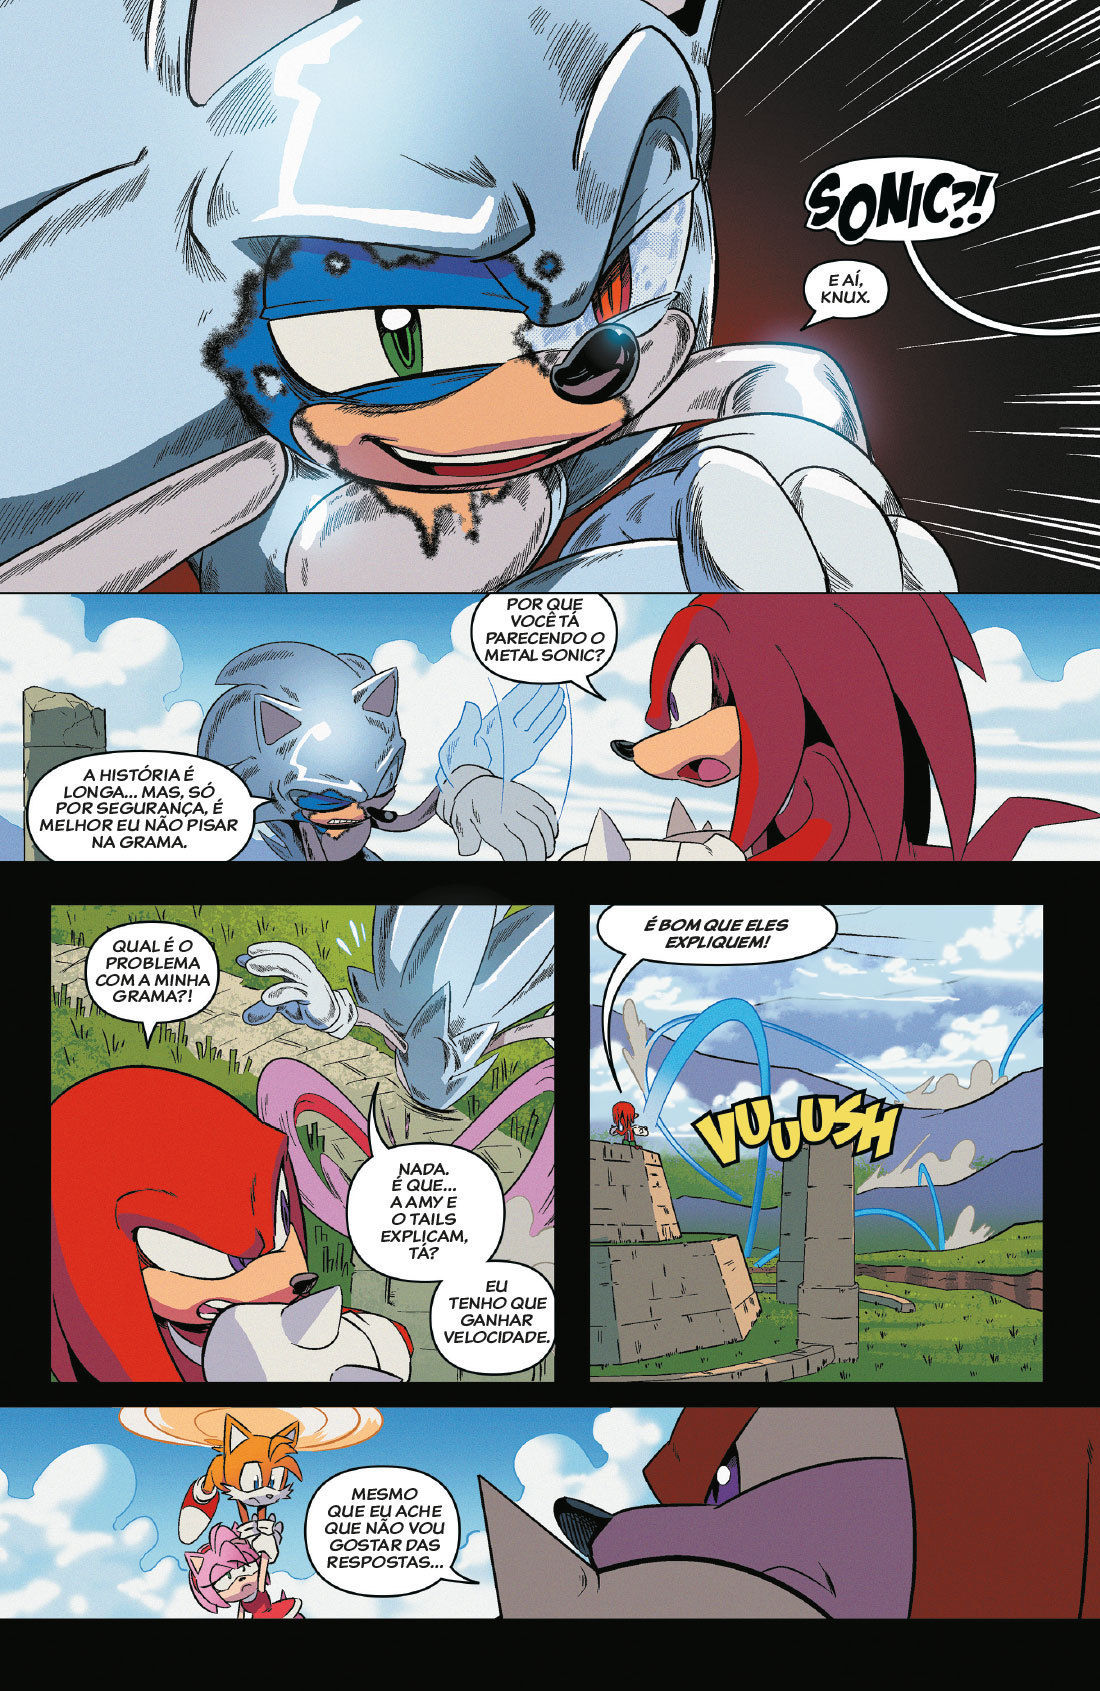 SONIC?!
E AÍ,
KNUX.
POR QUE
VOCÊ TÁ
PARECENDO O
METAL SONIC?
A HISTÓRIA É
LONGA... MAS, SÓ
POR SEGURANÇA, É
MELHOR EU NÃO PISAR
NA GRAMA.
QUAL É O
PROBLEMA
COM A MINHA
GRAMA?!
NADA.
É QUE...
A AMY E
O TAILS
EXPLICAM,
TÁ?
EU
TENHO QUE
GANHAR
VELOCIDADE.
É BOM QUE ELES
EXPLIQUEM!
VUUUSH
MESMO
QUE EU ACHE
QUE NÃO VOU
GOSTAR DAS
RESPOSTAS...